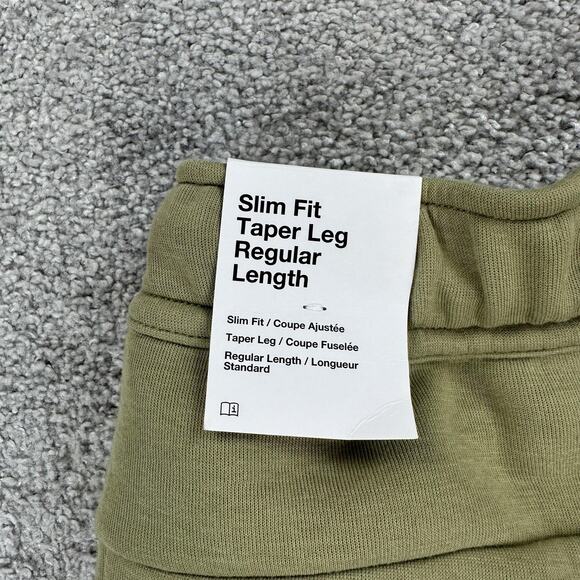 Slim Fit
Taper Leg
Regular
Length
Slim Fit / Coupe Ajustée
Taper Leg / Coupe Fuselée
Regular Length / Longueur
Standard